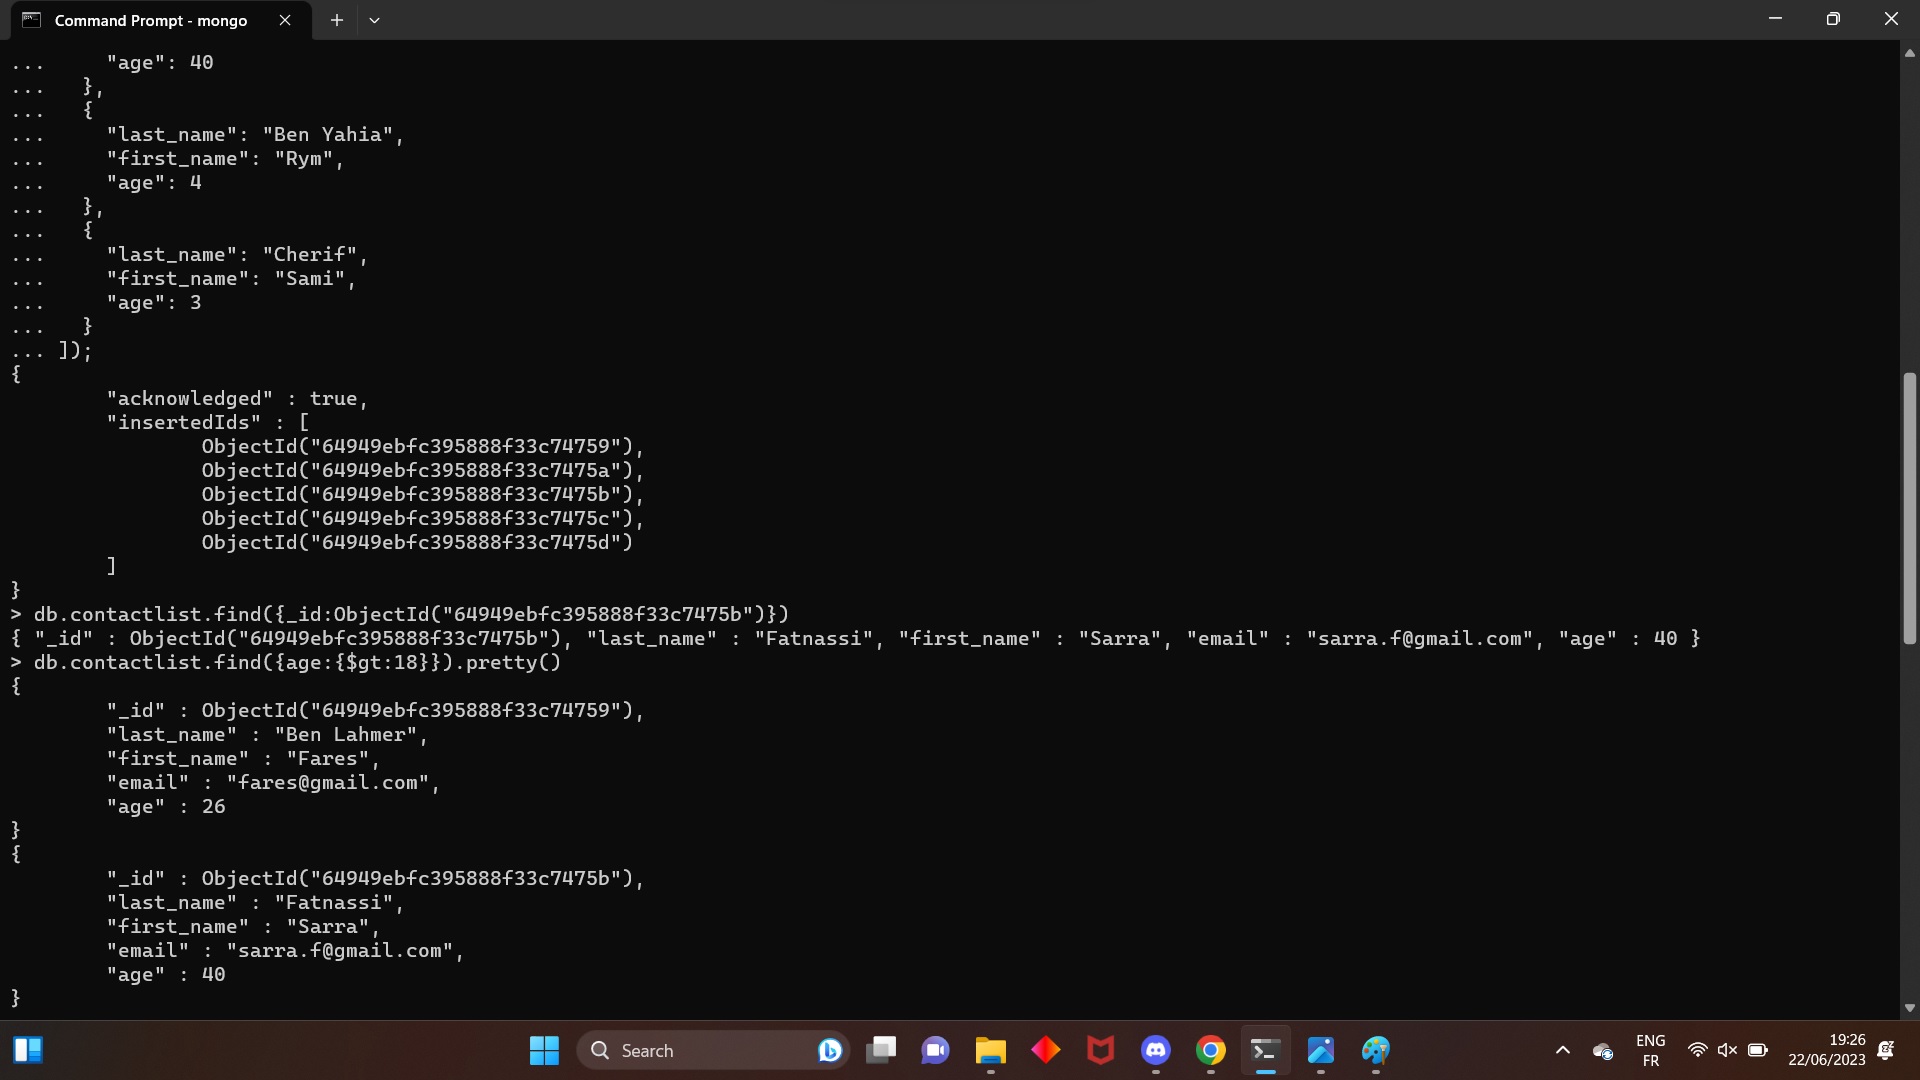 Command Prompt - mongo
...     "age": 40
...   },
...   {
...     "last_name": "Ben Yahia",
...     "first_name": "Rym",
...     "age": 4
...   },
...   {
...     "last_name": "Cherif",
...     "first_name": "Sami",
...     "age": 3
...   }
... ]);
{
        "acknowledged" : true,
        "insertedIds" : [
                ObjectId("64949ebfc395888f33c74759"),
                ObjectId("64949ebfc395888f33c7475a"),
                ObjectId("64949ebfc395888f33c7475b"),
                ObjectId("64949ebfc395888f33c7475c"),
                ObjectId("64949ebfc395888f33c7475d")
        ]
}
> db.contactlist.find({_id:ObjectId("64949ebfc395888f33c7475b")})
{ "_id" : ObjectId("64949ebfc395888f33c7475b"), "last_name" : "Fatnassi", "first_name" : "Sarra", "email" : "sarra.f@gmail.com", "age" : 40 }
> db.contactlist.find({age:{$gt:18}}).pretty()
{
        "_id" : ObjectId("64949ebfc395888f33c74759"),
        "last_name" : "Ben Lahmer",
        "first_name" : "Fares",
        "email" : "fares@gmail.com",
        "age" : 26
}
{
        "_id" : ObjectId("64949ebfc395888f33c7475b"),
        "last_name" : "Fatnassi",
        "first_name" : "Sarra",
        "email" : "sarra.f@gmail.com",
        "age" : 40
}
Search
ENG
FR
19:26
22/06/2023